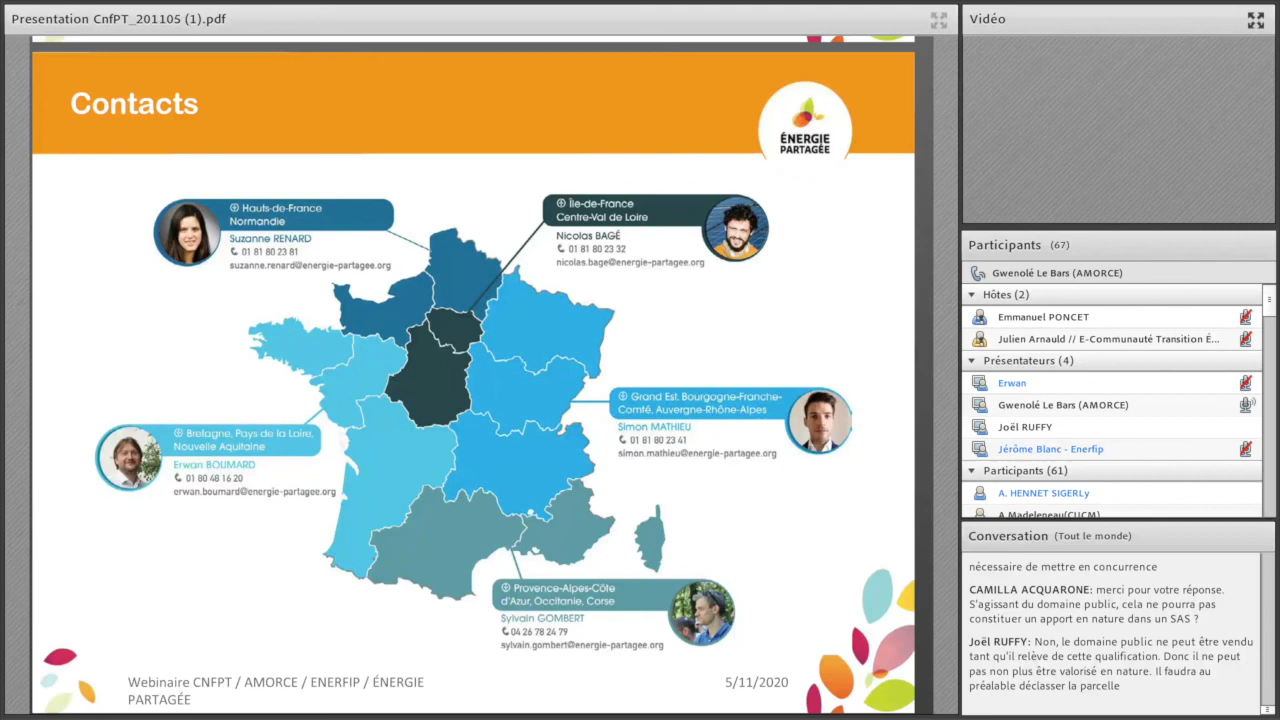 Presentation CnfPT_201105 (1).pdf
Contacts
ÉNERGIE
PARTAGÉE
Hauts-de-France
Normandie
Suzanne RENARD
01 81 80 23 81
suzanne.renard@energie-partagee.org
Île-de-France
Centre-Val de Loire
Nicolas BAGÉ
01 81 80 23 32
nicolas.bage@energie-partagee.org
Grand Est, Bourgogne-Franche-
Comté, Auvergne-Rhône-Alpes
Simon MATHIEU
01 81 80 23 41
simon.mathieu@energie-partagee.org
Bretagne, Pays de la Loire,
Nouvelle Aquitaine
Erwan BOUMARD
01 80 48 16 20
erwan.boumard@energie-partagee.org
Provence-Alpes-Côte
d'Azur, Occitanie, Corse
Sylvain GOMBERT
04 26 78 24 79
sylvain.gombert@energie-partagee.org
Webinaire CNFPT / AMORCE / ENERFIP / ÉNERGIE
PARTAGÉE
5/11/2020
Vidéo
Participants (67)
Gwenolé Le Bars (AMORCE)
Hôtes (2)
Emmanuel PONCET
Julien Arnauld // E-Communauté Transition É...
Présentateurs (4)
Erwan
Gwenolé Le Bars (AMORCE)
Joël RUFFY
Jérôme Blanc - Enerfip
Participants (61)
A. HENNET SIGERLy
A.Madeleneau(CUCM)
Conversation (Tout le monde)
nécessaire de mettre en concurrence
CAMILLA ACQUARONE: merci pour votre réponse.
S'agissant du domaine public, cela ne pourra pas
constituer un apport en nature dans un SAS ?
Joël RUFFY: Non, le domaine public ne peut être vendu
tant qu'il relève de cette qualification. Donc il ne peut
pas non plus être valorisé en nature. Il faudra au
préalable déclasser la parcelle